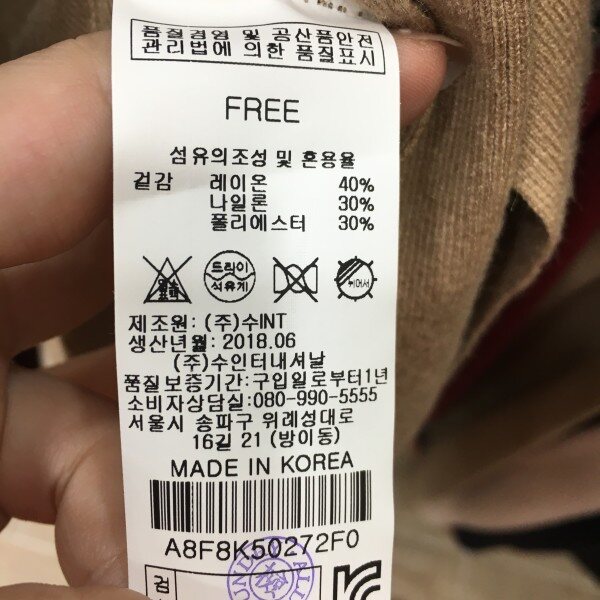 품질경영 및 공산품안전
관리법에 의한 품질표시
FREE
섬유의조성 및 혼용율
겉감 레이온 40%
나일론 30%
폴리에스터 30%
드라이
석유계
뉘어서
제조원: (주)수INT
생산년월: 2018.06
(주)수인터내셔날
품질보증기간:구입일로부터1년
소비자상담실:080-990-5555
서울시 송파구 위례성대로
16길 21 (방이동)
MADE IN KOREA
A8F8K50272F0
검